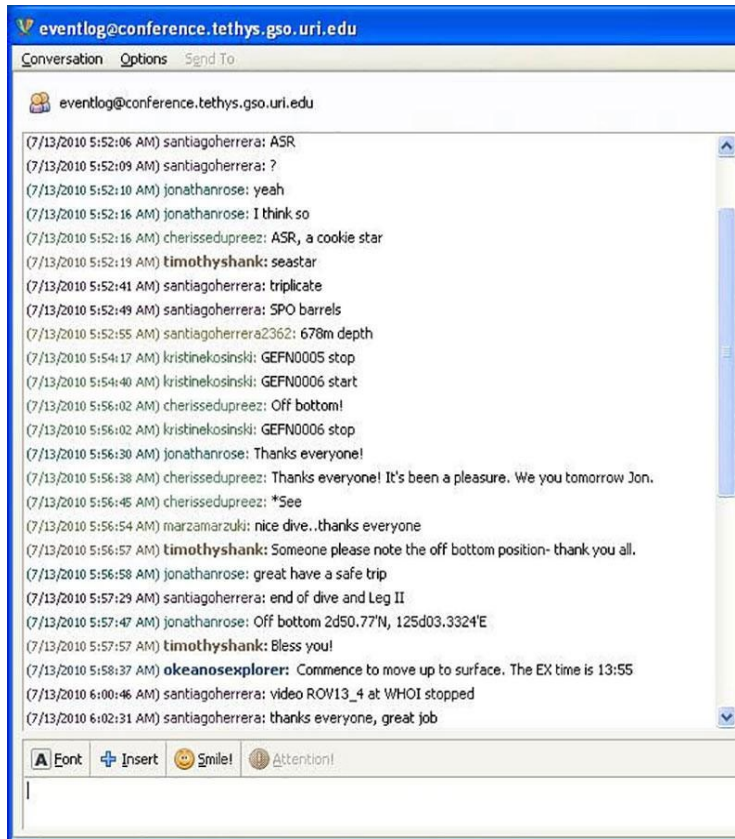 eventlog@conference.tethys.gso.uri.edu
Conversation Options Send To
eventlog@conference.tethys.gso.uri.edu
(7/13/2010 5:52:06 AM) santiagoherrera: ASR
(7/13/2010 5:52:09 AM) santiagoherrera: ?
(7/13/2010 5:52:10 AM) jonathanrose: yeah
(7/13/2010 5:52:16 AM) jonathanrose: I think so
(7/13/2010 5:52:16 AM) cherissedupreez: ASR, a cookie star
(7/13/2010 5:52:19 AM) timothyshank: seastar
(7/13/2010 5:52:41 AM) santiagoherrera: triplicate
(7/13/2010 5:52:49 AM) santiagoherrera: SPO barrels
(7/13/2010 5:52:55 AM) santiagoherrera2362: 678m depth
(7/13/2010 5:54:17 AM) kristinekosinski: GEFN0005 stop
(7/13/2010 5:54:40 AM) kristinekosinski: GEFN0006 start
(7/13/2010 5:56:02 AM) cherissedupreez: Off bottom!
(7/13/2010 5:56:02 AM) kristinekosinski: GEFN0006 stop
(7/13/2010 5:56:30 AM) jonathanrose: Thanks everyone!
(7/13/2010 5:56:38 AM) cherissedupreez: Thanks everyone! It's been a pleasure. We you tomorrow Jon.
(7/13/2010 5:56:45 AM) cherissedupreez: *See
(7/13/2010 5:56:54 AM) marzamarzuki: nice dive..thanks everyone
(7/13/2010 5:56:57 AM) timothyshank: Someone please note the off bottom position- thank you all.
(7/13/2010 5:56:58 AM) jonathanrose: great have a safe trip
(7/13/2010 5:57:29 AM) santiagoherrera: end of dive and Leg II
(7/13/2010 5:57:47 AM) jonathanrose: Off bottom 2d50.77'N, 125d03.3324'E
(7/13/2010 5:57:57 AM) timothyshank: Bless you!
(7/13/2010 5:58:37 AM) okeanosexplorer: Commence to move up to surface. The EX time is 13:55
(7/13/2010 6:00:46 AM) santiagoherrera: video ROV13_4 at WHOI stopped
(7/13/2010 6:02:31 AM) santiagoherrera: thanks everyone, great job
A Font Insert Smile! Attention!